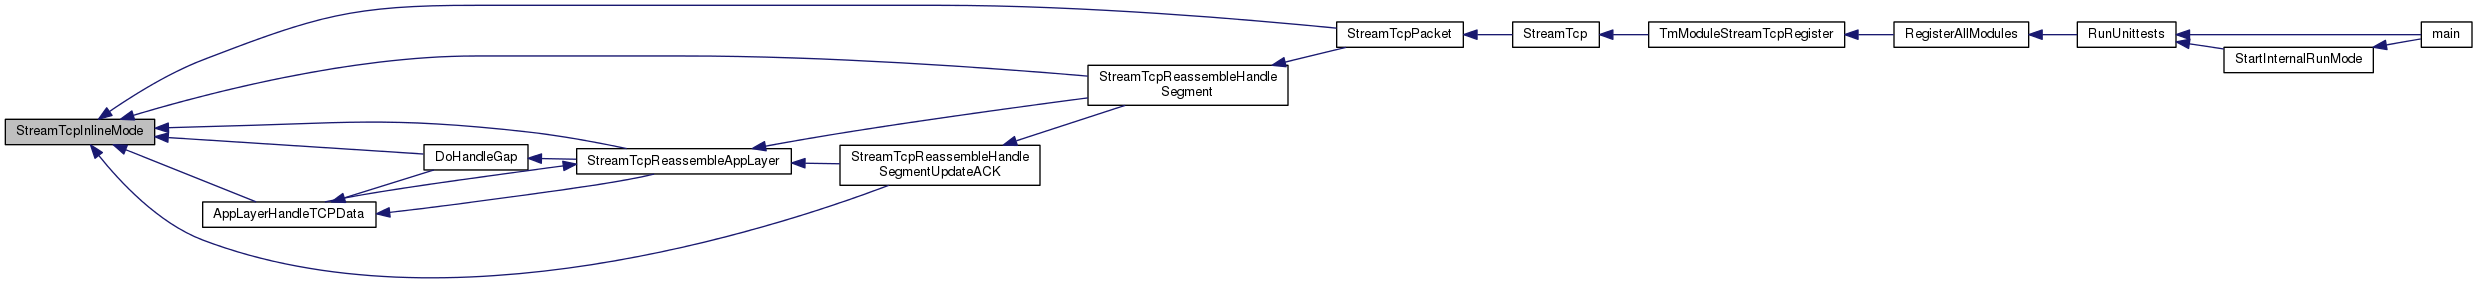 StreamTcpInlineMode
StreamTcpPacket
StreamTcp
TmModuleStreamTcpRegister
RegisterAllModules
RunUnittests
main
StartInternalRunMode
StreamTcpReassembleHandle
Segment
DoHandleGap
StreamTcpReassembleAppLayer
StreamTcpReassembleHandle
SegmentUpdateACK
AppLayerHandleTCPData